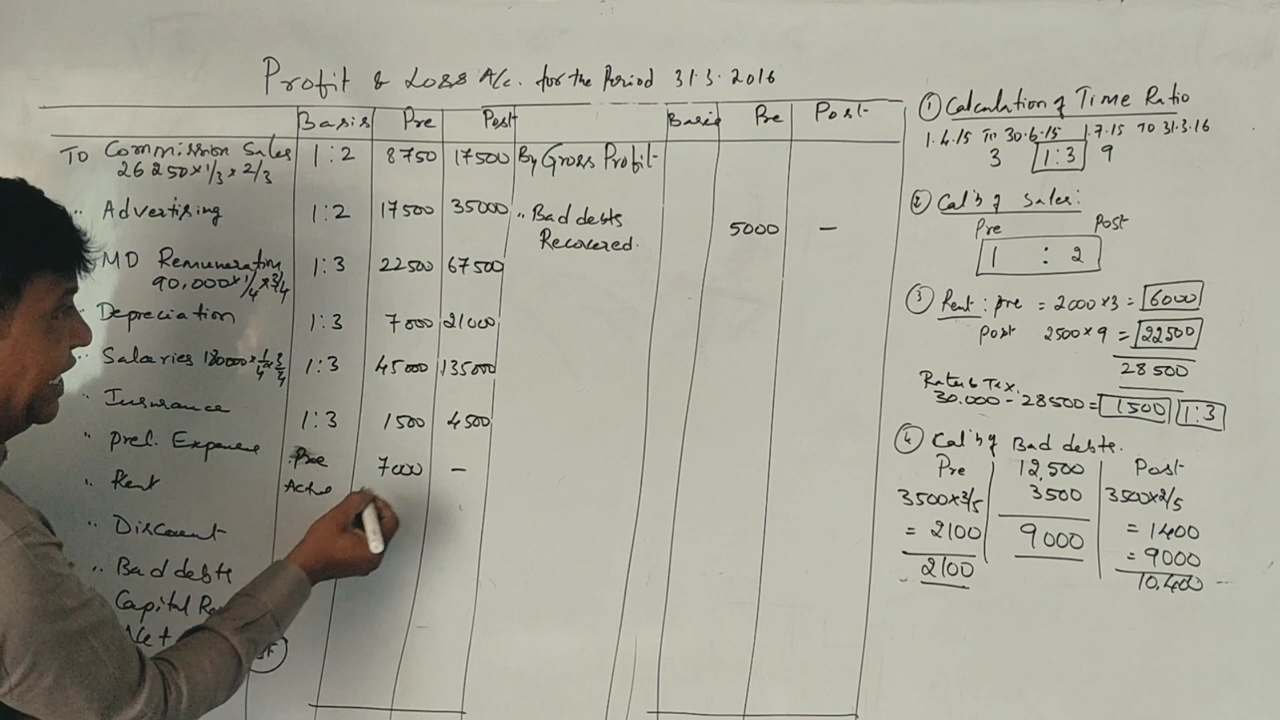 Profit & Loss A/c. for the Period 31.3.2016
Basis Pre Post Basis Pre Post
To Commission Sales 1:2 8750 17500 By Gross Profit
26250 x 1/3 x 2/3
" Advertising 1:2 17500 35000 " Bad debts 5000 —
Recovered.
MD Remuneration 1:3 22500 67500
90,000 x 1/4 x 3/4
Depreciation 1:3 7000 21000
" Salaries 180000 x 1/4 x 3/4 1:3 45000 135000
" Insurance 1:3 1500 4500
" Prel. Expense Pre 7000 —
" Rent
" Discount
" Bad debts
Capital
Net
① Calculation of Time Ratio
1.4.15 To 30.6.15 1.7.15 To 31.3.16
3 1:3 9
② Cal'n of Sales:
Pre Post
1 : 2
③ Rent: pre = 2000 x 3 = 6000
post 2500 x 9 = 22500
28500
Rates & Tax.
30.000 - 28500 = 1500 1:3
④ Cal'n of Bad debts.
Pre 12,500 Post
3500 x 3/5 3500 3500 x 2/5
= 2100 9000 = 1400
= 9000
2100 10,400